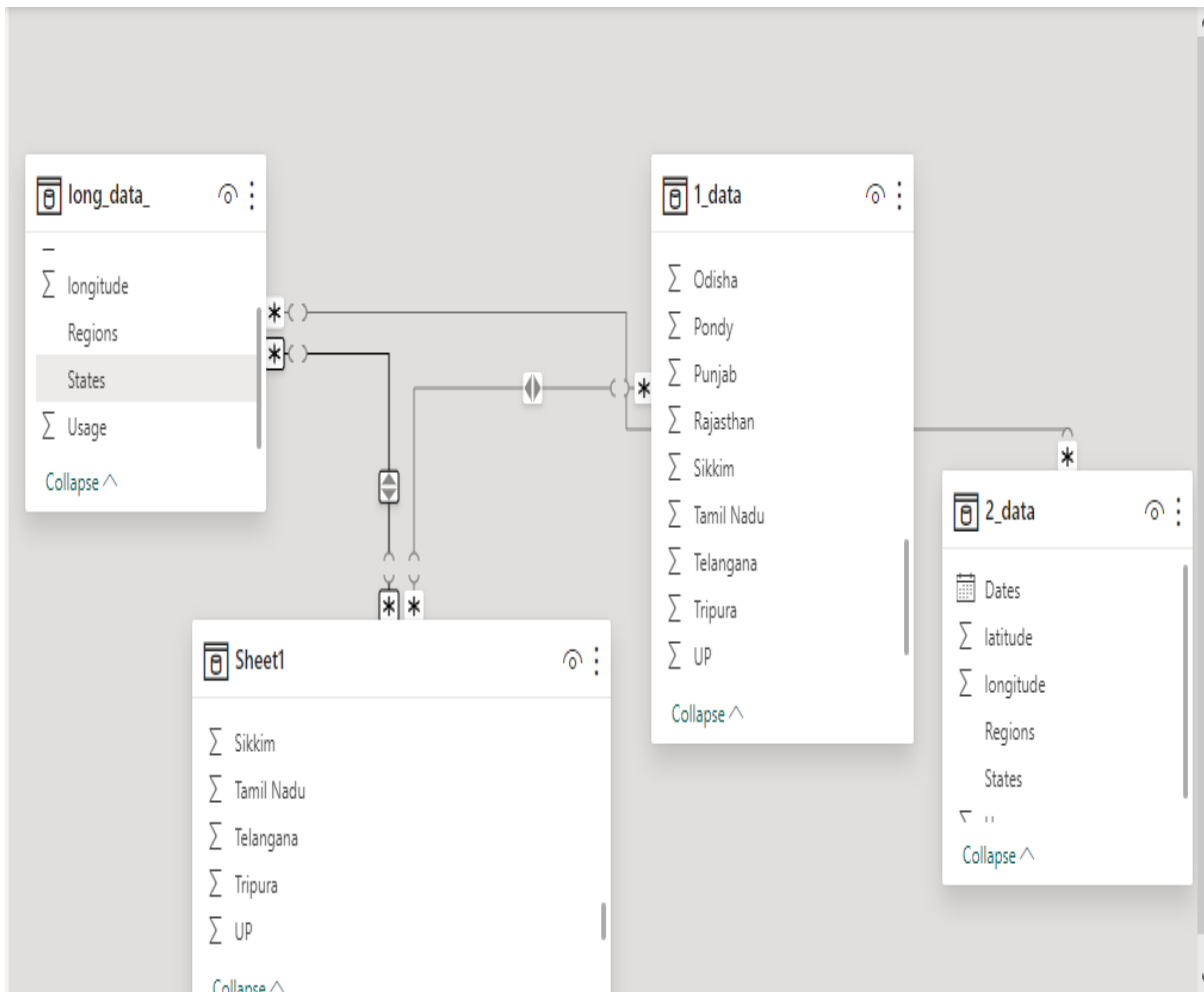 long_data_
longitude
Regions
States
Usage
Collapse
1_data
Odisha
Pondy
Punjab
Rajasthan
Sikkim
Tamil Nadu
Telangana
Tripura
UP
Collapse
2_data
Dates
latitude
longitude
Regions
States
Collapse
Sheet1
Sikkim
Tamil Nadu
Telangana
Tripura
UP
Collapse